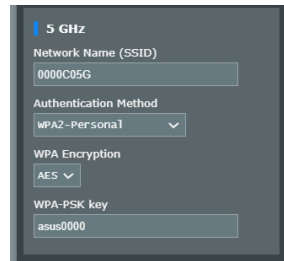 5 GHz
Network Name (SSID)
0000C05G
Authentication Method
WPA2-Personal
WPA Encryption
AES
WPA-PSK key
asus0000